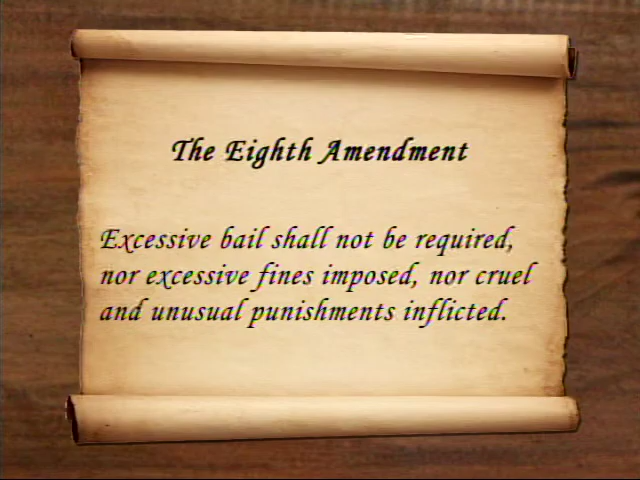 The Eighth Amendment
Excessive bail shall not be required,
nor excessive fines imposed, nor cruel
and unusual punishments inflicted.